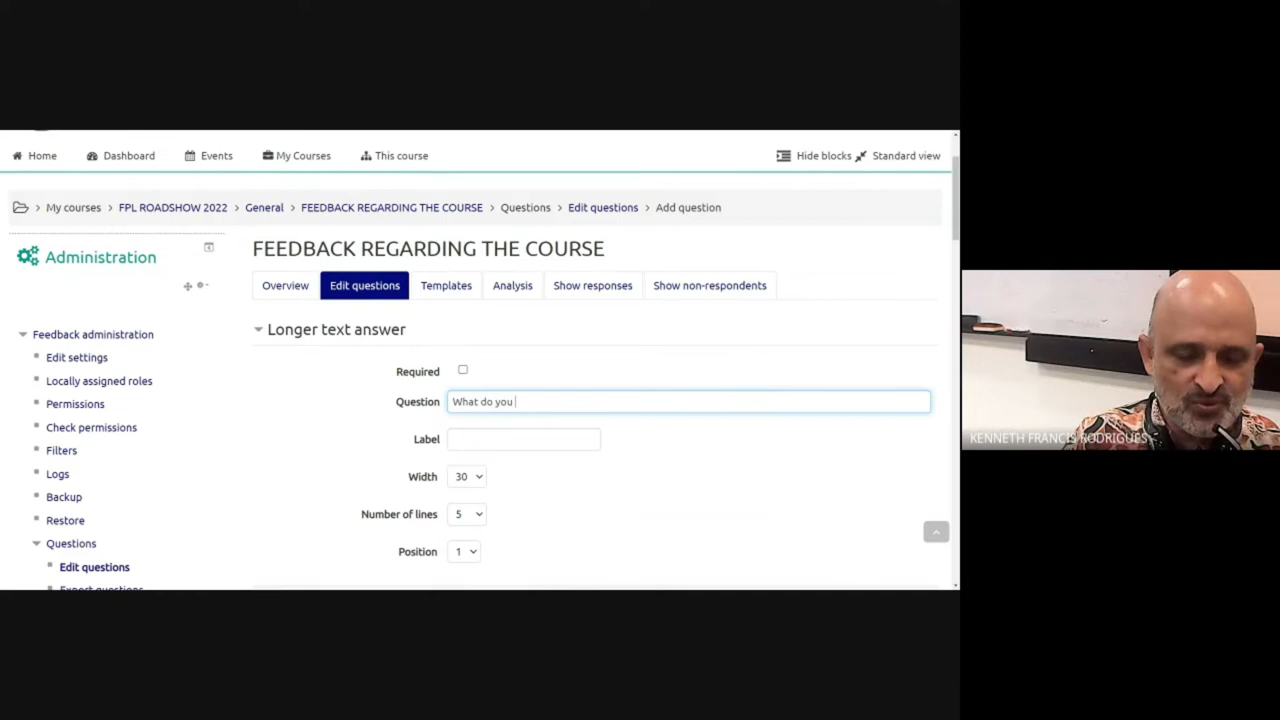 Home Dashboard Events My Courses This course Hide blocks Standard view
My courses > FPL ROADSHOW 2022 > General > FEEDBACK REGARDING THE COURSE > Questions > Edit questions > Add question
Administration
FEEDBACK REGARDING THE COURSE
Overview Edit questions Templates Analysis Show responses Show non-respondents
Feedback administration
Edit settings
Locally assigned roles
Permissions
Check permissions
Filters
Logs
Backup
Restore
Questions
Edit questions
Export questions
Longer text answer
Required
Question What do you
Label
Width 30
Number of lines 5
Position 1
KENNETH FRANCIS RODRIGUES